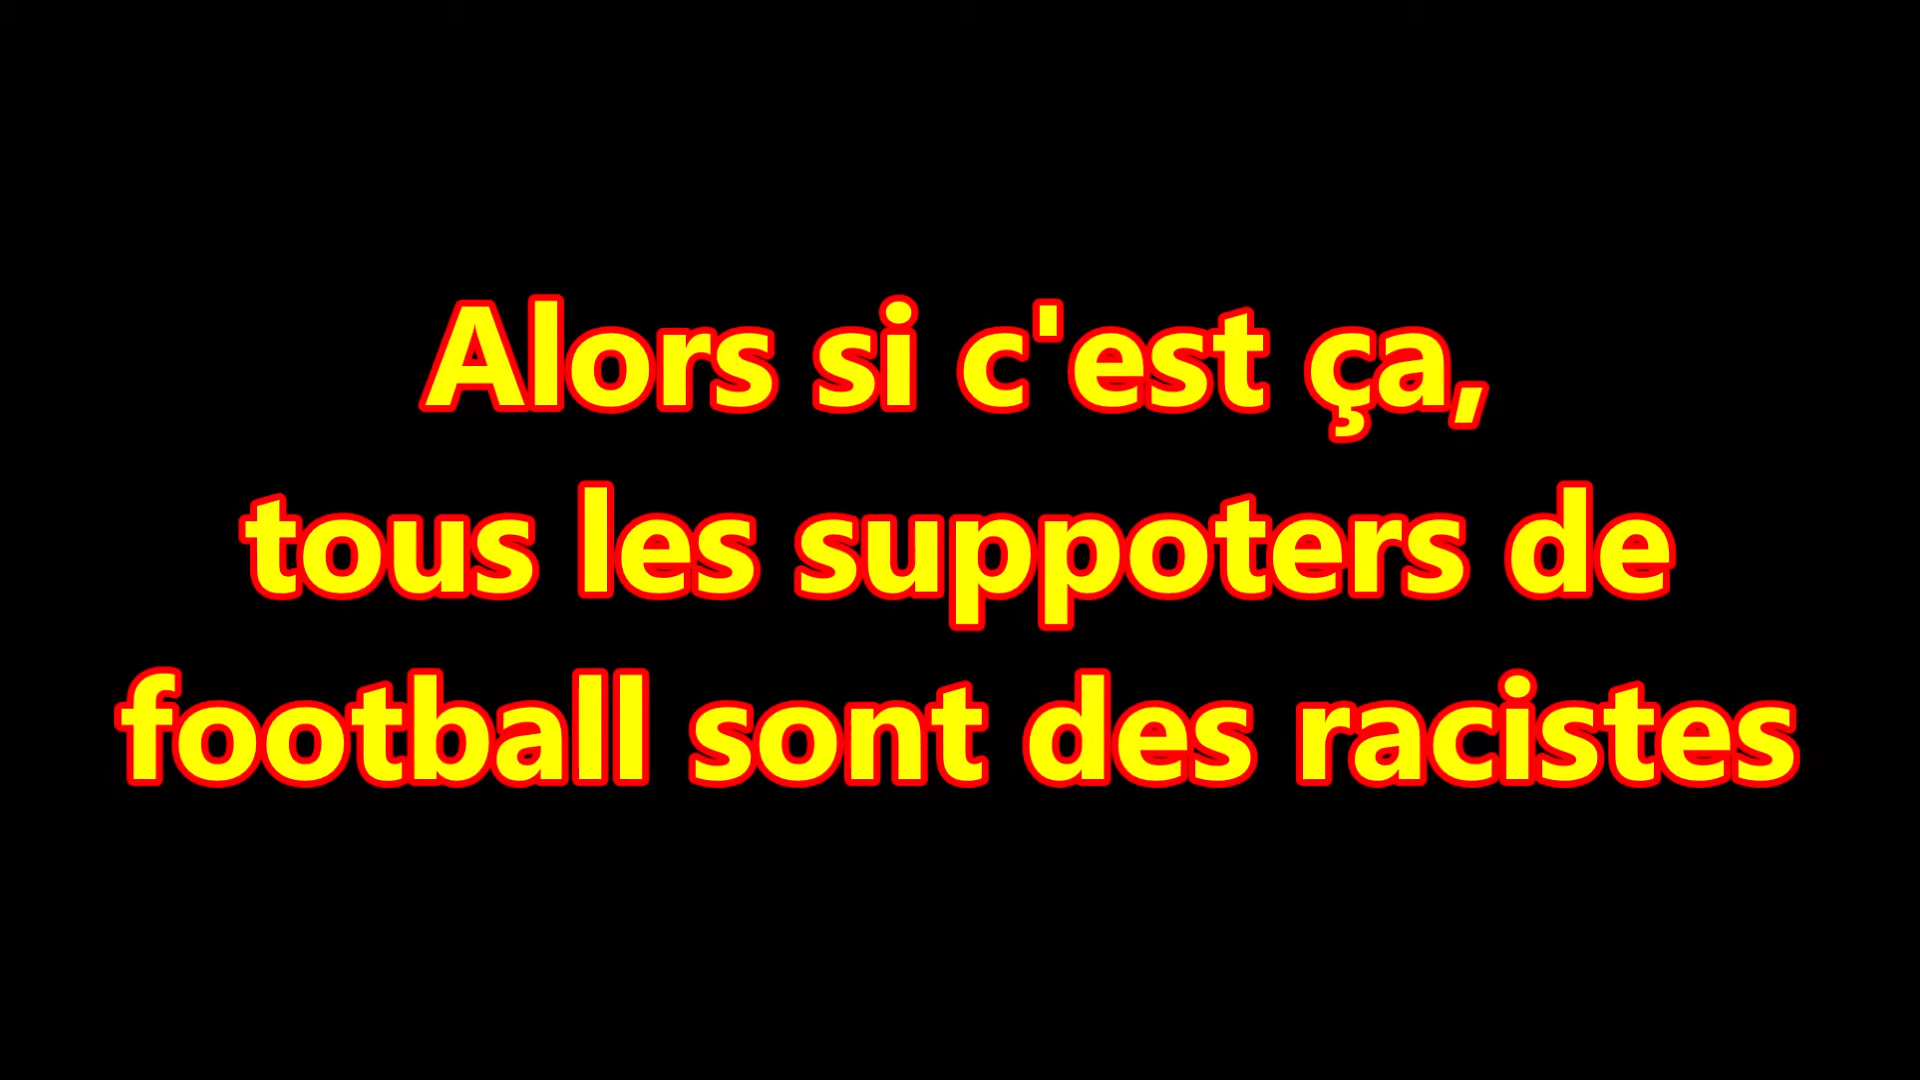 Alors si c'est ça,
tous les suppoters de
football sont des racistes